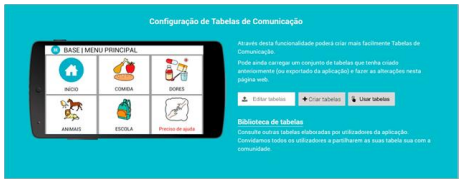 Configuração de Tabelas de Comunicação
BASE | MENU PRINCIPAL
INÍCIO
COMIDA
DORES
ANIMAIS
ESCOLA
Preciso de ajuda
Através desta funcionalidade poderá criar mais facilmente Tabelas de
Comunicação.
Pode ainda carregar um conjunto de tabelas que tenha criado
anteriormente (ou exportado da aplicação) e fazer as alterações nesta
página web.
Editar tabelas
Criar tabelas
Usar tabelas
Biblioteca de tabelas
Consulte outras tabelas elaboradas por utilizadores da aplicação.
Convidamos todos os utilizadores a partilharem as suas tabela sua com a
comunidade.